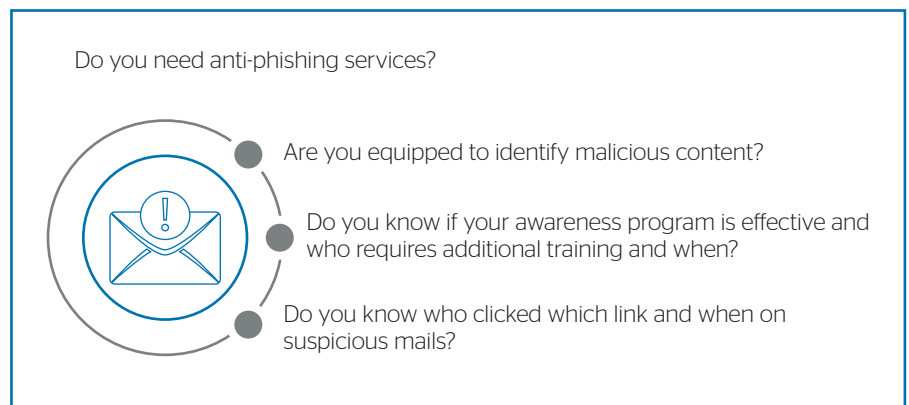 Do you need anti-phishing services?
Are you equipped to identify malicious content?
Do you know if your awareness program is effective and
who requires additional training and when?
Do you know who clicked which link and when on
suspicious mails?